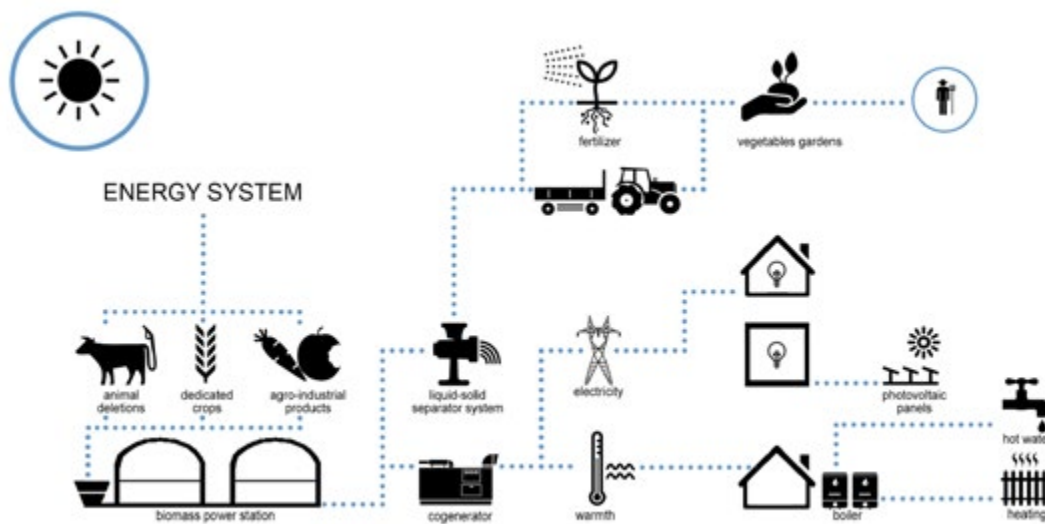 fertilizer
vegetables gardens
ENERGY SYSTEM
animal
deletions
dedicated
crops
agro-industrial
products
liquid-solid
separator system
electricity
photovoltaic
panels
hot water
biomass power station
cogenerator
warmth
boiler
heating